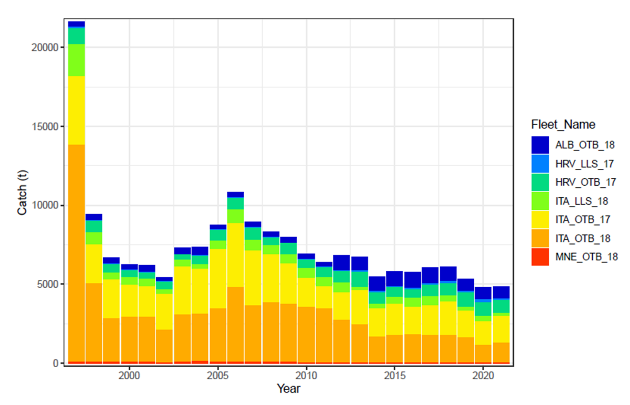 20000
15000
10000
5000
0
Catch (t)
2000 2005 2010 2015 2020
Year
Fleet_Name
ALB_OTB_18
HRV_LLS_17
HRV_OTB_17
ITA_LLS_18
ITA_OTB_17
ITA_OTB_18
MNE_OTB_18